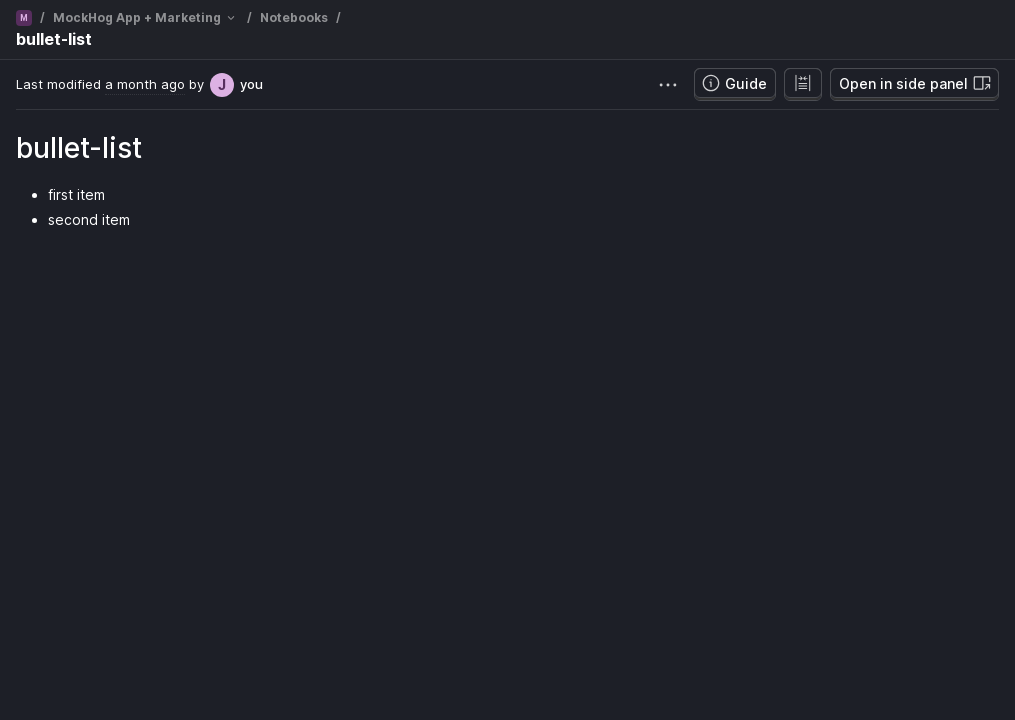 M / MockHog App + Marketing / Notebooks /
bullet-list
Last modified a month ago by J you
Guide
Open in side panel
bullet-list
• first item
• second item